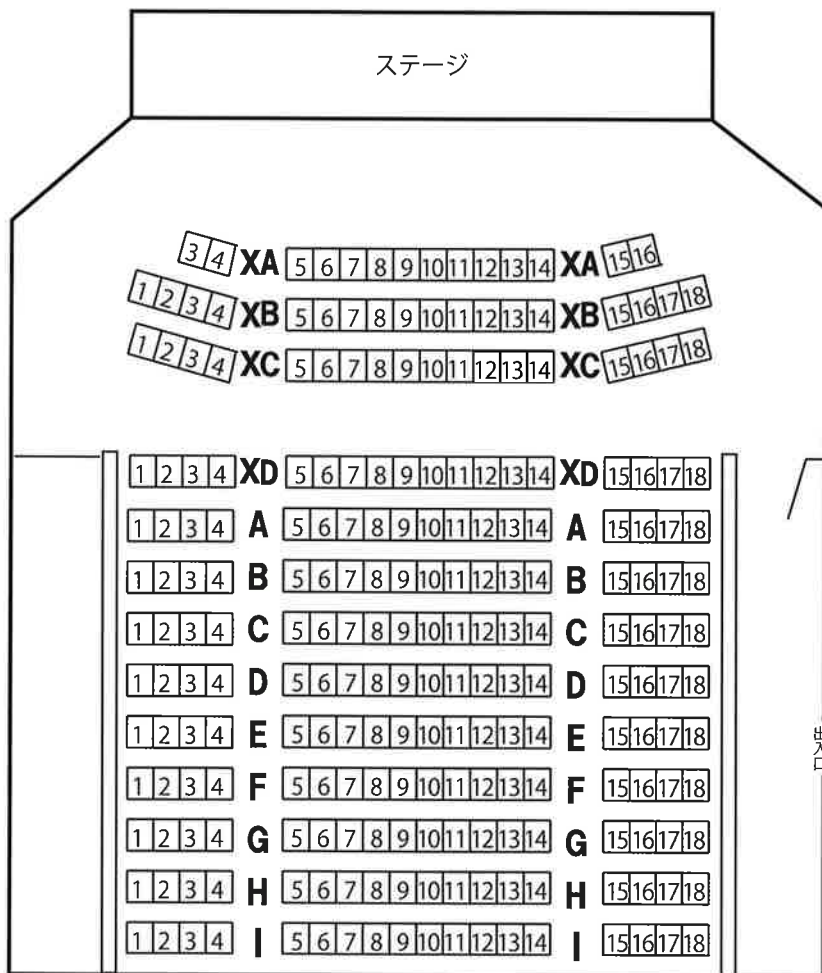 ステージ
3 4 XA 5 6 7 8 9 10 11 12 13 14 XA 15 16
1 2 3 4 XB 5 6 7 8 9 10 11 12 13 14 XB 15 16 17 18
1 2 3 4 XC 5 6 7 8 9 10 11 12 13 14 XC 15 16 17 18
1 2 3 4 XD 5 6 7 8 9 10 11 12 13 14 XD 15 16 17 18
1 2 3 4 A 5 6 7 8 9 10 11 12 13 14 A 15 16 17 18
1 2 3 4 B 5 6 7 8 9 10 11 12 13 14 B 15 16 17 18
1 2 3 4 C 5 6 7 8 9 10 11 12 13 14 C 15 16 17 18
1 2 3 4 D 5 6 7 8 9 10 11 12 13 14 D 15 16 17 18
1 2 3 4 E 5 6 7 8 9 10 11 12 13 14 E 15 16 17 18
出入口
1 2 3 4 F 5 6 7 8 9 10 11 12 13 14 F 15 16 17 18
1 2 3 4 G 5 6 7 8 9 10 11 12 13 14 G 15 16 17 18
1 2 3 4 H 5 6 7 8 9 10 11 12 13 14 H 15 16 17 18
1 2 3 4 I 5 6 7 8 9 10 11 12 13 14 I 15 16 17 18